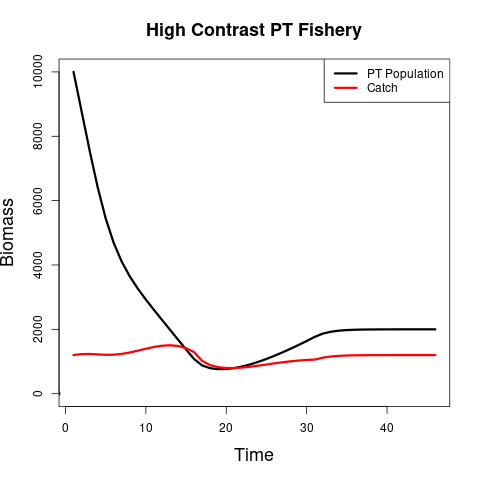 High Contrast PT Fishery
PT Population
Catch
Biomass
10000
8000
6000
4000
2000
0
0 10 20 30 40
Time